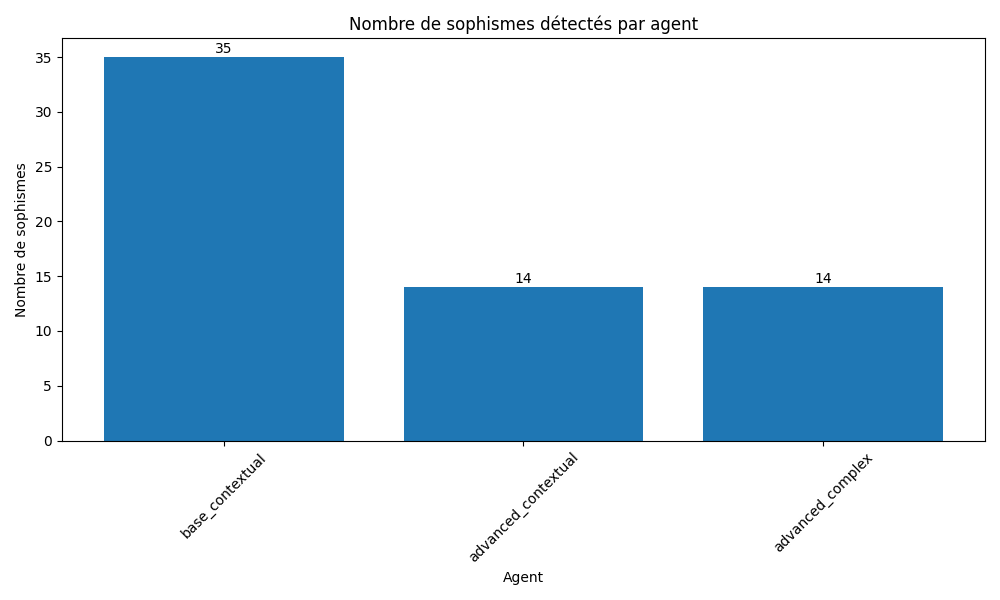 Nombre de sophismes détectés par agent
Nombre de sophismes
35
30
25
20
15
10
5
0
35
14
14
base_contextual
advanced_contextual
advanced_complex
Agent